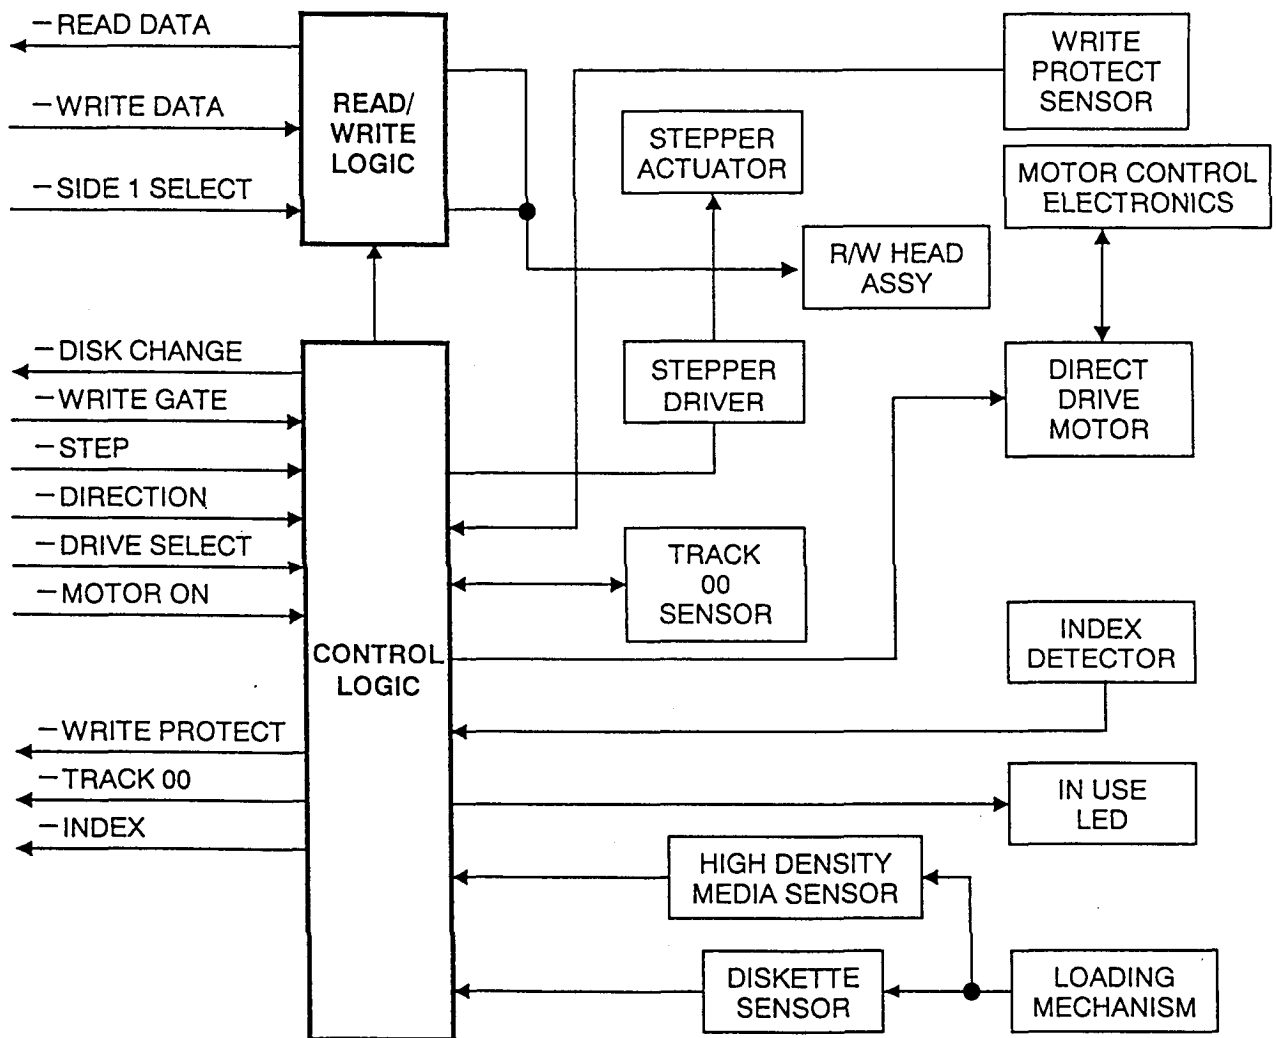 –READ DATA
–WRITE DATA
–SIDE 1 SELECT
READ/
WRITE
LOGIC
WRITE
PROTECT
SENSOR
STEPPER
ACTUATOR
MOTOR CONTROL
ELECTRONICS
R/W HEAD
ASSY
–DISK CHANGE
–WRITE GATE
–STEP
–DIRECTION
–DRIVE SELECT
–MOTOR ON
STEPPER
DRIVER
DIRECT
DRIVE
MOTOR
TRACK
00
SENSOR
CONTROL
LOGIC
INDEX
DETECTOR
–WRITE PROTECT
–TRACK 00
–INDEX
IN USE
LED
HIGH DENSITY
MEDIA SENSOR
DISKETTE
SENSOR
LOADING
MECHANISM